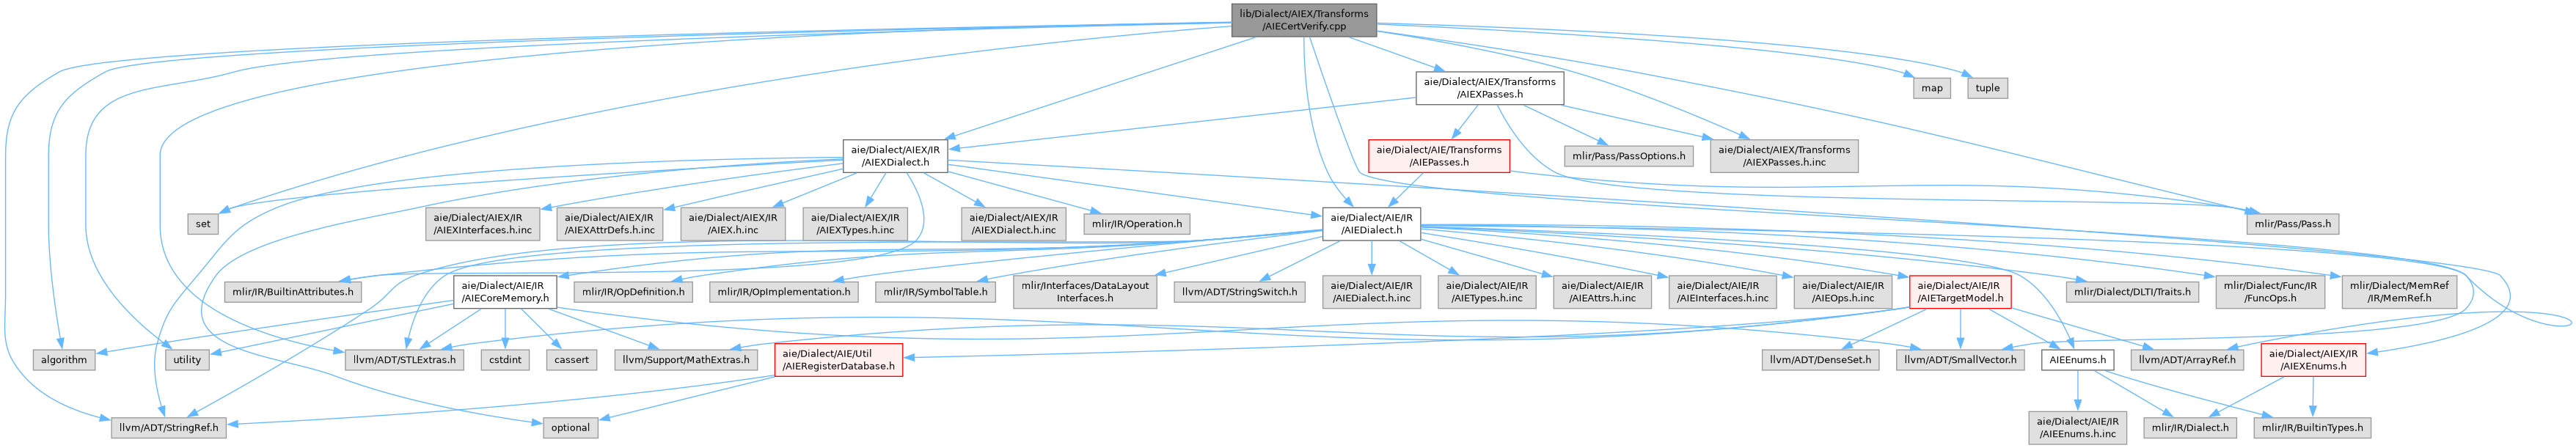 lib/Dialect/AIEX/Transforms
/AIECertVerify.cpp
aie/Dialect/AIEX/Transforms
/AIEXPasses.h
map
tuple
aie/Dialect/AIEX/IR
/AIEXDialect.h
aie/Dialect/AIE/Transforms
/AIEPasses.h
mlir/Pass/PassOptions.h
aie/Dialect/AIEX/Transforms
/AIEXPasses.h.inc
set
aie/Dialect/AIEX/IR
/AIEXInterfaces.h.inc
aie/Dialect/AIEX/IR
/AIEXAttrDefs.h.inc
aie/Dialect/AIEX/IR
/AIEX.h.inc
aie/Dialect/AIEX/IR
/AIEXTypes.h.inc
aie/Dialect/AIEX/IR
/AIEXDialect.h.inc
mlir/IR/Operation.h
aie/Dialect/AIE/IR
/AIEDialect.h
mlir/Pass/Pass.h
mlir/IR/BuiltinAttributes.h
aie/Dialect/AIE/IR
/AIECoreMemory.h
mlir/IR/OpDefinition.h
mlir/IR/OpImplementation.h
mlir/IR/SymbolTable.h
mlir/Interfaces/DataLayout
Interfaces.h
llvm/ADT/StringSwitch.h
aie/Dialect/AIE/IR
/AIEDialect.h.inc
aie/Dialect/AIE/IR
/AIETypes.h.inc
aie/Dialect/AIE/IR
/AIEAttrs.h.inc
aie/Dialect/AIE/IR
/AIEInterfaces.h.inc
aie/Dialect/AIE/IR
/AIEOps.h.inc
aie/Dialect/AIE/IR
/AIETargetModel.h
mlir/Dialect/DLTI/Traits.h
mlir/Dialect/Func/IR
/FuncOps.h
mlir/Dialect/MemRef
/IR/MemRef.h
algorithm
utility
llvm/ADT/STLExtras.h
cstdint
cassert
llvm/Support/MathExtras.h
aie/Dialect/AIE/Util
/AIERegisterDatabase.h
llvm/ADT/DenseSet.h
llvm/ADT/SmallVector.h
AIEEnums.h
llvm/ADT/ArrayRef.h
aie/Dialect/AIEX/IR
/AIEXEnums.h
llvm/ADT/StringRef.h
optional
aie/Dialect/AIE/IR
/AIEEnums.h.inc
mlir/IR/Dialect.h
mlir/IR/BuiltinTypes.h